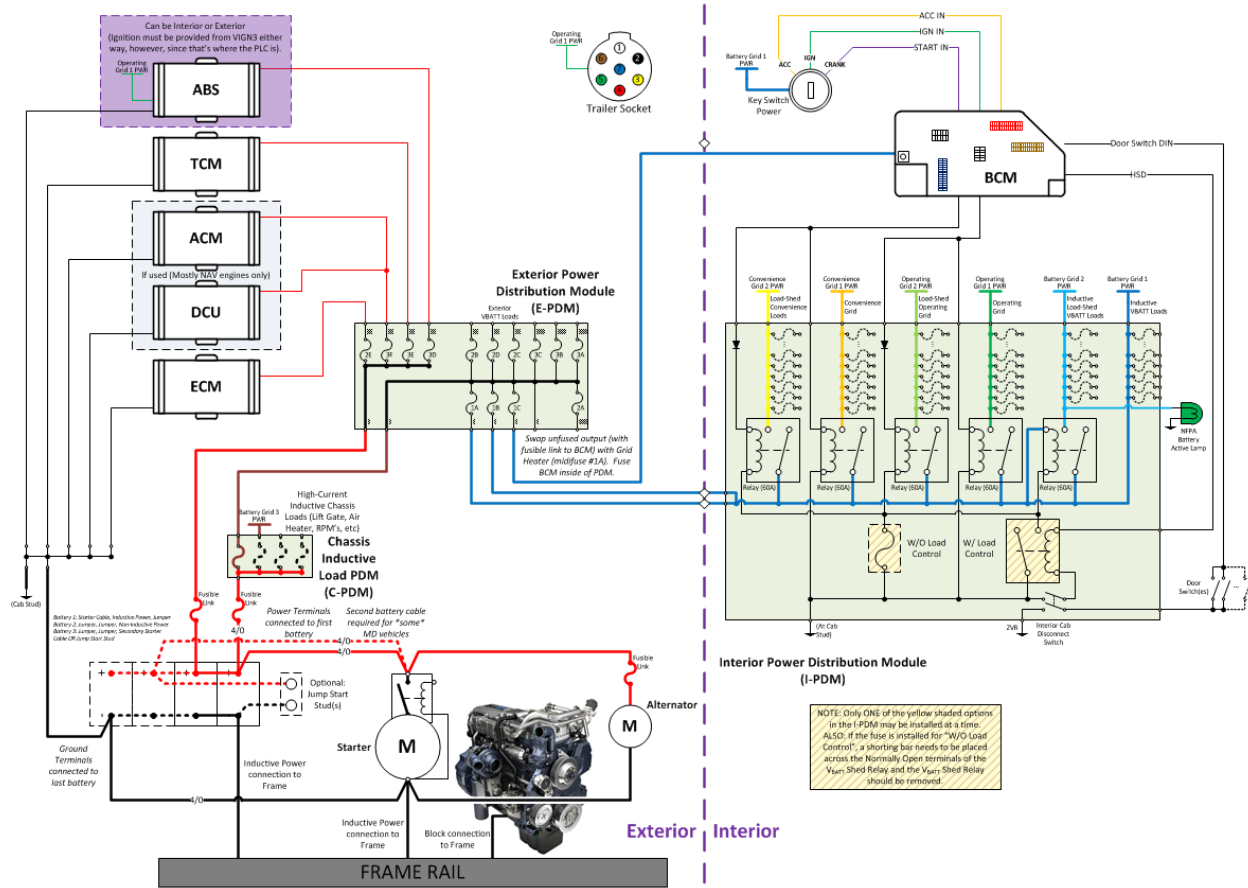 Can be Interior or Exterior
(Ignition must be provided from VIGN3 either
way, however, since that's where the PLC is).
Operating
Grid 1 PWR
ABS
TCM
ACM
If used (Mostly NAV engines only)
DCU
ECM
(Cab Stud)
Operating
Grid 1 PWR
1
2
3
4
5
6
7
Trailer Socket
ACC IN
IGN IN
START IN
Battery Grid 1
PWR
ACC
IGN
CRANK
Key Switch
Power
BCM
Door Switch DIN
HSD
Exterior Power
Distribution Module
(E-PDM)
Exterior
VBATT Loads
2E
3F
3E
3D
2B
2D
2C
3C
3B
3A
1A
1B
1C
2A
Swap unfused output (with
fusible link to BCM) with Grid
Heater (midifuse #1A). Fuse
BCM inside of PDM.
High-Current
Inductive Chassis
Loads (Lift Gate, Air
Heater, RPM's, etc)
Battery Grid 3
PWR
Chassis
Inductive
Load PDM
(C-PDM)
Fusible
Link
Fusible
Link
4/0
Power Terminals
connected to first
battery
Second battery cable
required for *some*
MD vehicles
Battery 1: Starter Cable, Inductive Power, Jumper
Battery 2: Jumper, Jumper, Non-Inductive Power
Battery 3: Jumper, Jumper, Secondary Starter
Cable OR Jump Start Stud
4/0
4/0
+
+
-
Optional:
Jump Start
Stud(s)
Fusible
Link
Alternator
M
Starter
M
Ground
Terminals
connected to
last battery
Inductive Power
connection to
Frame
4/0
Inductive Power
connection to
Frame
Block connection
to Frame
FRAME RAIL
Exterior
Interior
Convenience
Grid 2 PWR
Load-Shed
Convenience
Loads
Convenience
Grid 1 PWR
Convenience
Grid
Operating
Grid 2 PWR
Load-Shed
Operating
Grid
Operating
Grid 1 PWR
Operating
Grid
Battery Grid 2
PWR
Inductive
Load-Shed
VBATT Loads
Battery Grid 1
PWR
Inductive
VBATT Loads
NFPA
Battery
Active Lamp
Relay (60A)
Relay (60A)
Relay (60A)
Relay (60A)
Relay (60A)
W/O Load
Control
W/ Load
Control
Door
Switch(es)
...
(At Cab
Stud)
ZVR
Interior Cab
Disconnect
Switch
Interior Power Distribution Module
(I-PDM)
NOTE: Only ONE of the yellow shaded options
in the I-PDM may be installed at a time.
ALSO: If the fuse is installed for "W/O Load
Control", a shorting bar needs to be placed
across the Normally Open terminals of the
VBATT Shed Relay and the VBATT Shed Relay
should be removed.